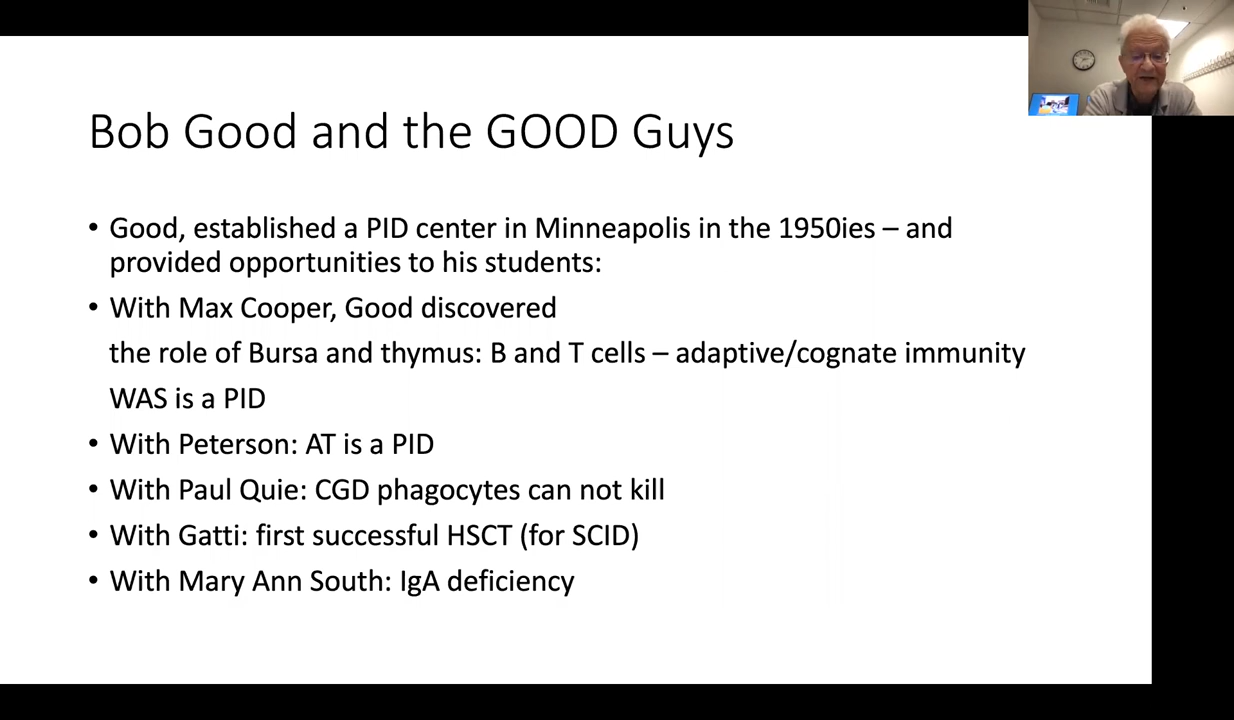 Bob Good and the GOOD Guys
• Good, established a PID center in Minneapolis in the 1950ies – and
provided opportunities to his students:
• With Max Cooper, Good discovered
the role of Bursa and thymus: B and T cells – adaptive/cognate immunity
WAS is a PID
• With Peterson: AT is a PID
• With Paul Quie: CGD phagocytes can not kill
• With Gatti: first successful HSCT (for SCID)
• With Mary Ann South: IgA deficiency